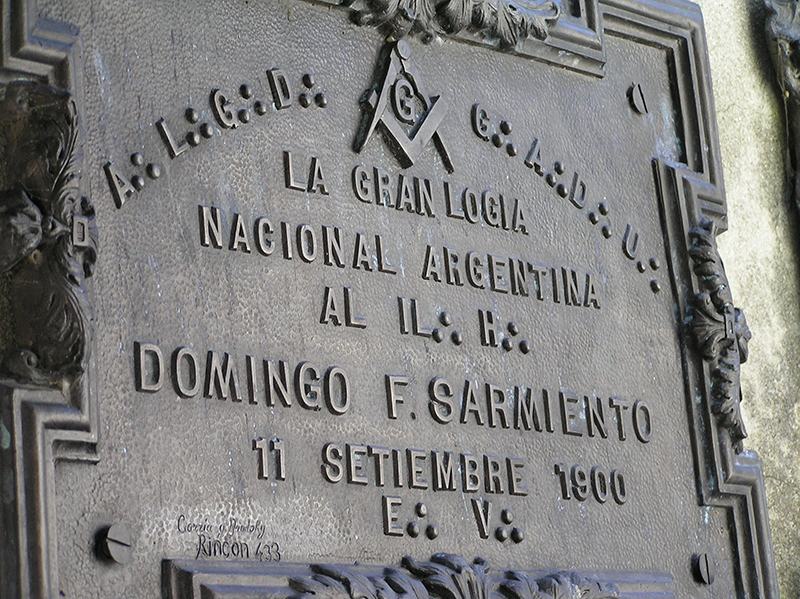 A∴ L∴ G∴ D∴ G∴ A∴ D∴ U∴
G
LA GRAN LOGIA
NACIONAL ARGENTINA
AL IL∴ H∴
DOMINGO F. SARMIENTO
11 SETIEMBRE 1900
E∴ V∴
Rincon 433